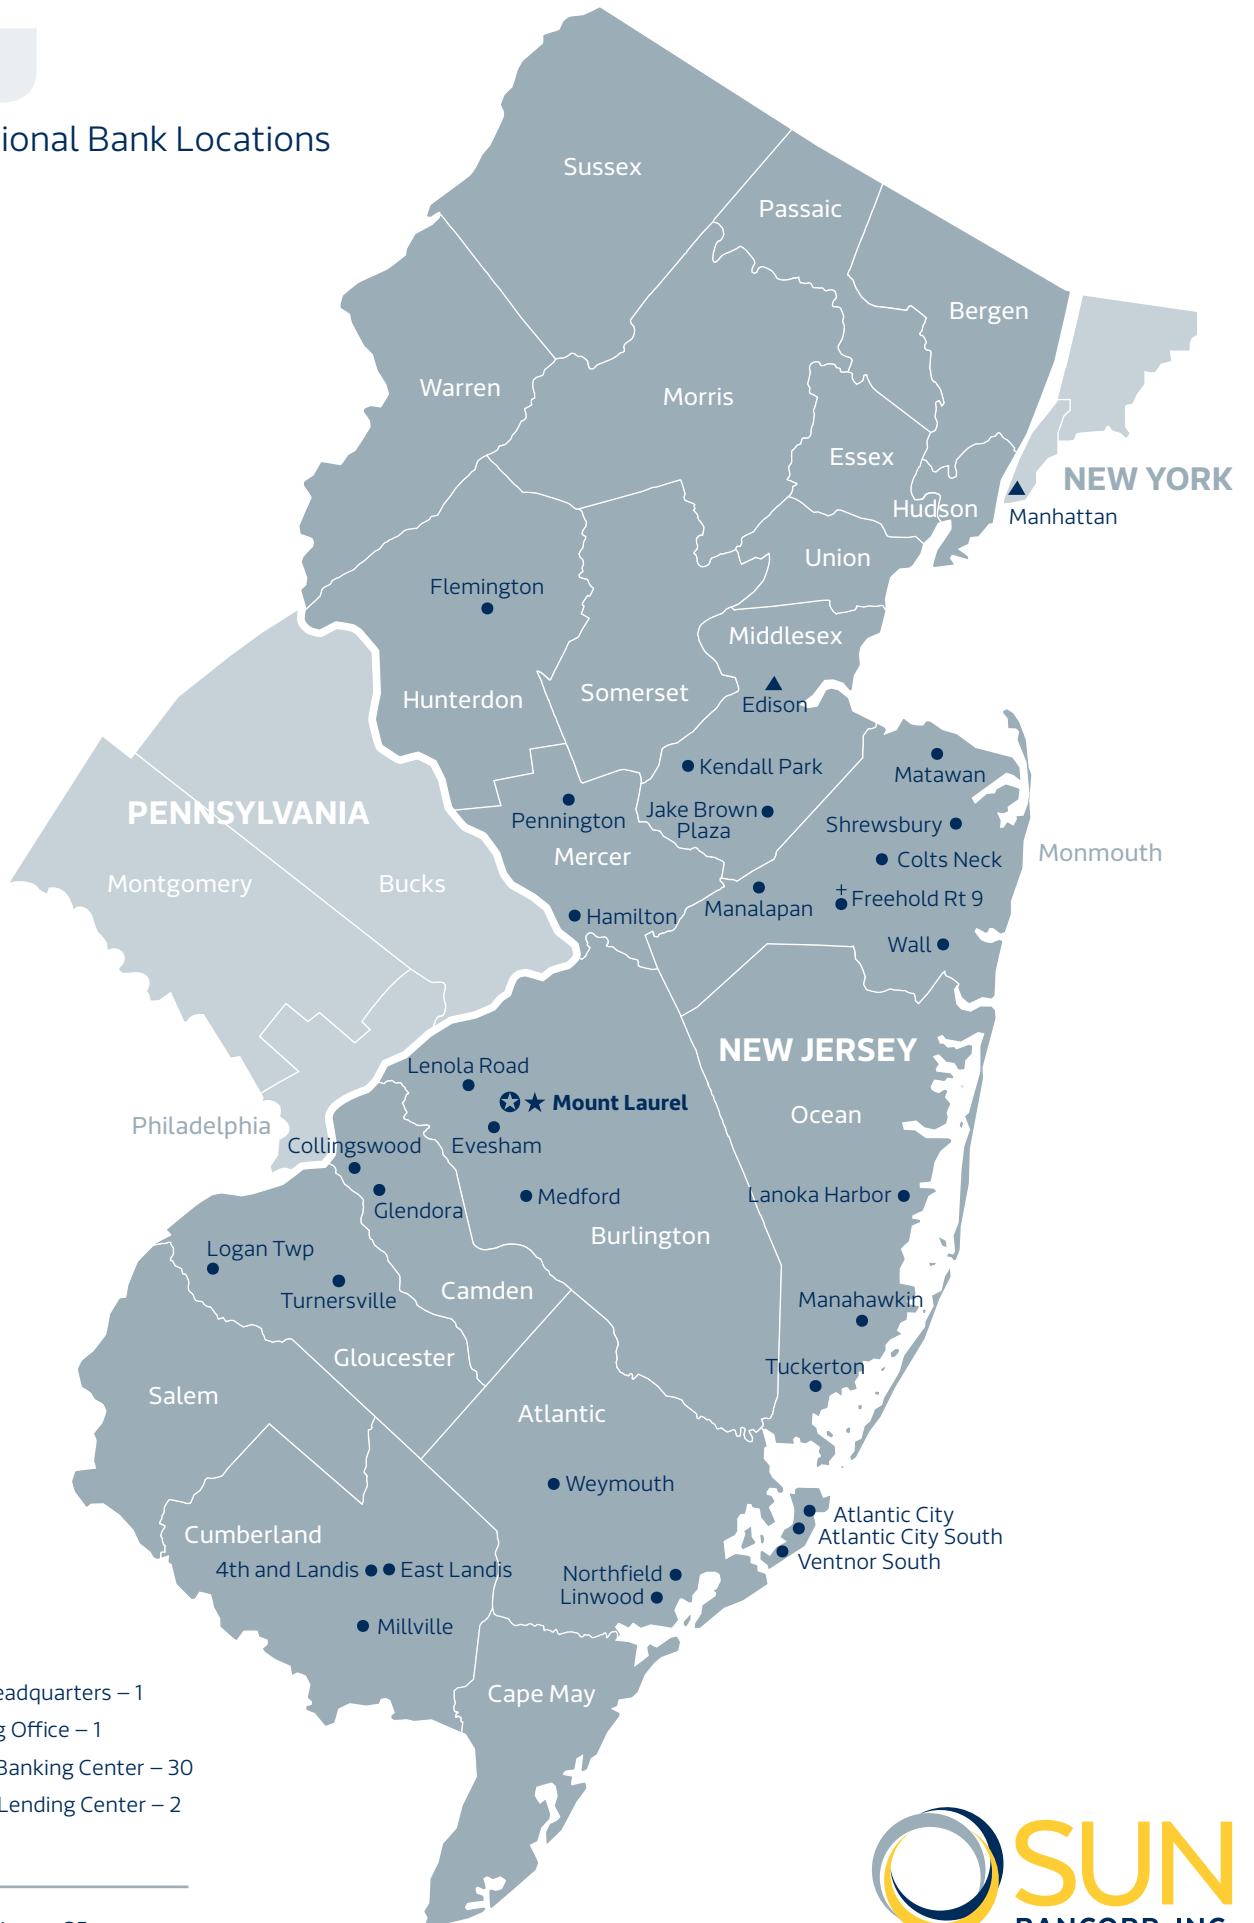 ional Bank Locations
Sussex
Passaic
Bergen
Warren
Morris
Essex
NEW YORK
Hudson
Manhattan
Union
Flemington
Middlesex
Hunterdon
Somerset
Edison
Kendall Park
Matawan
PENNSYLVANIA
Pennington
Jake Brown
Plaza
Shrewsbury
Mercer
Colts Neck
Monmouth
Montgomery
Bucks
+
Freehold Rt 9
Manalapan
Hamilton
Wall
NEW JERSEY
Lenola Road
Mount Laurel
Ocean
Philadelphia
Collingswood
Evesham
Medford
Lanoka Harbor
Glendora
Burlington
Logan Twp
Camden
Turnersville
Manahawkin
Gloucester
Tuckerton
Salem
Atlantic
Weymouth
Atlantic City
Cumberland
Atlantic City South
Ventnor South
4th and Landis
East Landis
Northfield
Linwood
Millville
Cape May
eadquarters – 1
g Office – 1
Banking Center – 30
Lending Center – 2
SUN
BANCORP, INC.